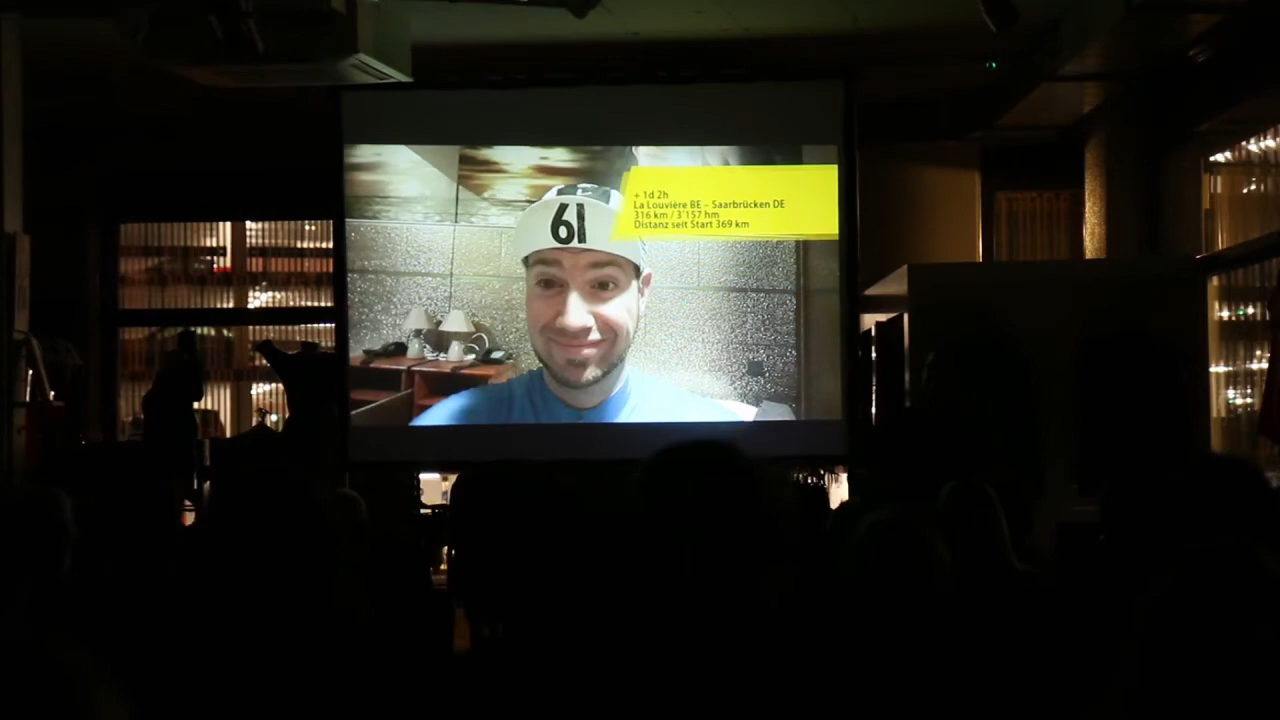 61
+ 1d 2h
La Louvière BE – Saarbrücken DE
316 km / 3'157 hm
Distanz seit Start 369 km